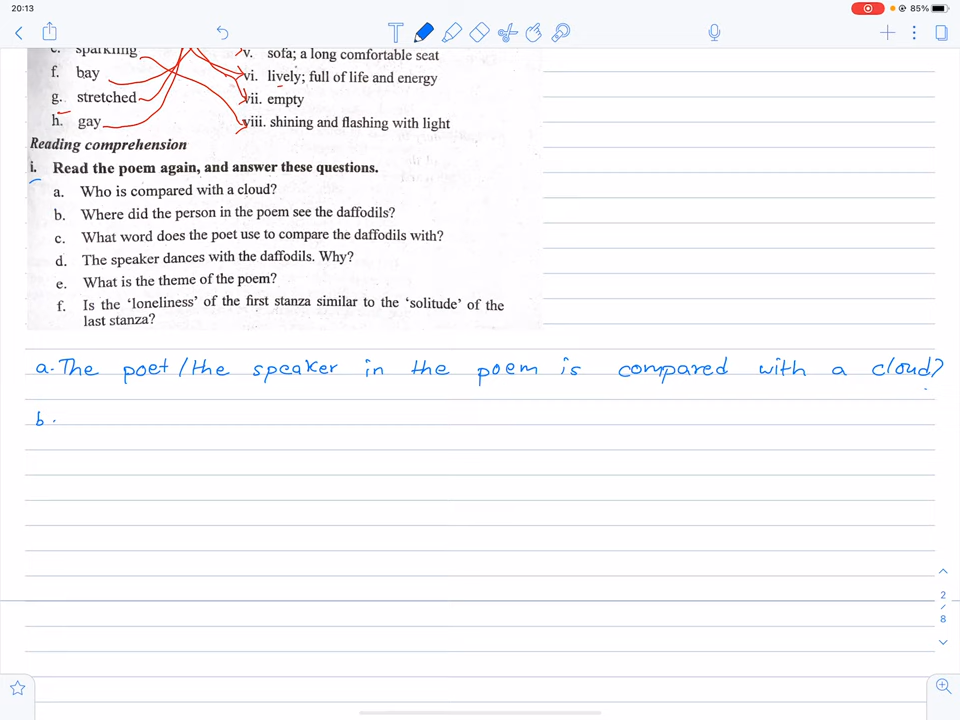 20:13
85%
e. sparkling
v. sofa; a long comfortable seat
f. bay
vi. lively; full of life and energy
g. stretched
vii. empty
h. gay
viii. shining and flashing with light
Reading comprehension
i. Read the poem again, and answer these questions.
a. Who is compared with a cloud?
b. Where did the person in the poem see the daffodils?
c. What word does the poet use to compare the daffodils with?
d. The speaker dances with the daffodils. Why?
e. What is the theme of the poem?
f. Is the ‘loneliness’ of the first stanza similar to the ‘solitude’ of the
last stanza?
a. The poet/the speaker in the poem is compared with a cloud?
b.
2
/
8